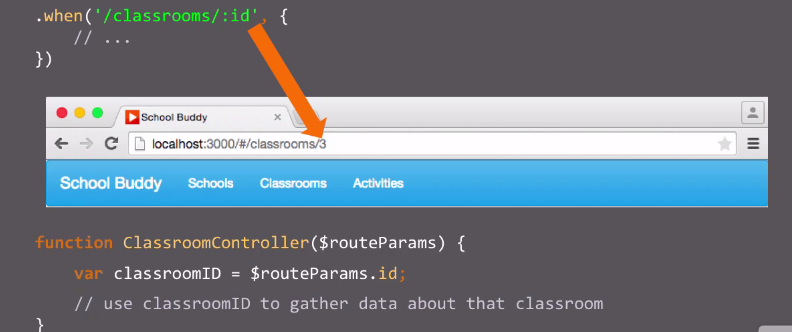 .when('/classrooms/:id', {
// ...
})
School Buddy
localhost:3000/#/classrooms/3
School Buddy Schools Classrooms Activities
function ClassroomController($routeParams) {
var classroomID = $routeParams.id;
// use classroomID to gather data about that classroom
}